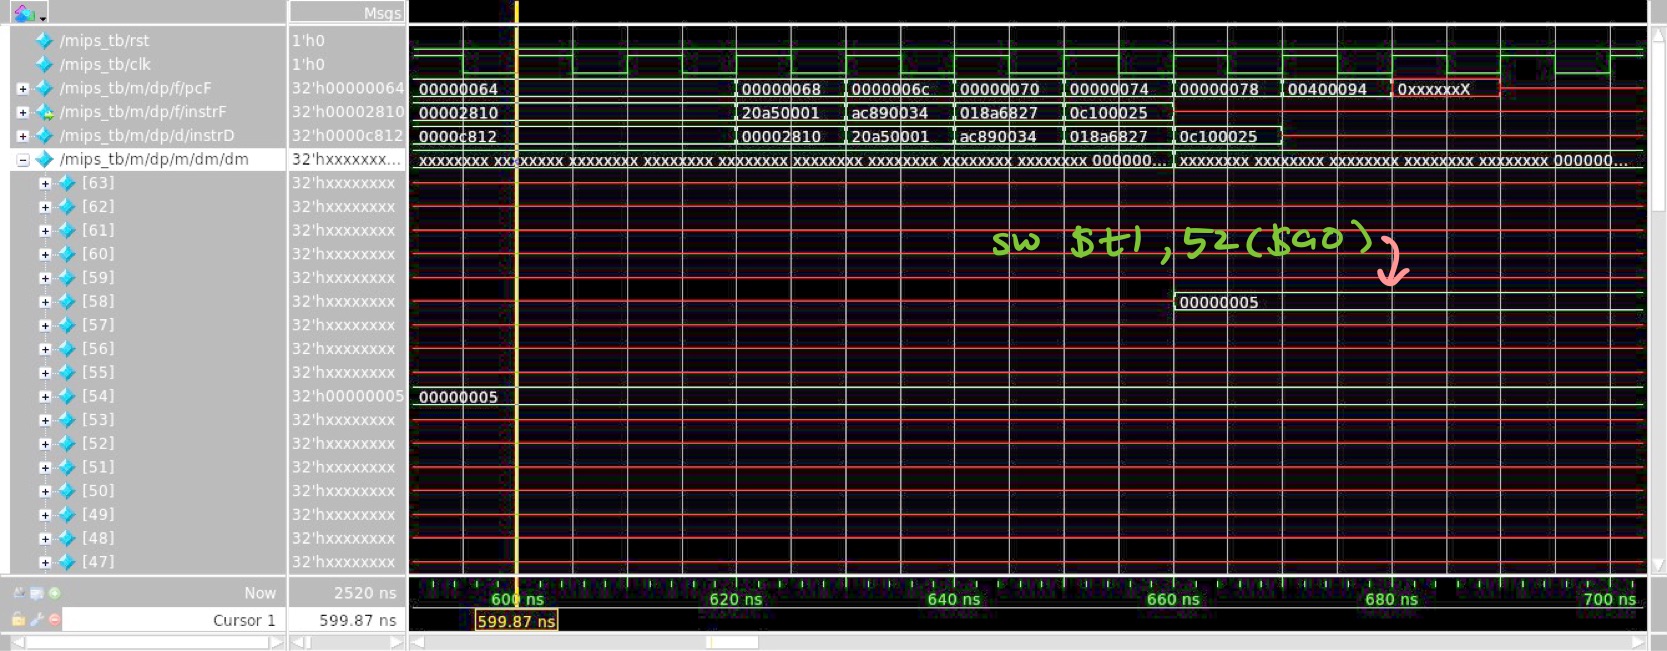 Msgs
/mips_tb/rst 1'h0
/mips_tb/clk 1'h0
/mips_tb/m/dp/f/pcF 32'h00000064 00000064 00000068 0000006c 00000070 00000074 00000078 00400094 0xxxxxxX
/mips_tb/m/dp/f/instrF 32'h00002810 00002810 20a50001 ac890034 018a6827 0c100025
/mips_tb/m/dp/d/instrD 32'h0000c812 0000c812 00002810 20a50001 ac890034 018a6827 0c100025
/mips_tb/m/dp/m/dm/dm 32'hxxxxxxx... xxxxxxxx xxxxxxxx xxxxxxxx xxxxxxxx xxxxxxxx xxxxxxxx xxxxxxxx xxxxxxxx xxxxxxxx 000000... xxxxxxxx xxxxxxxx xxxxxxxx xxxxxxxx xxxxxxxx 000000...
[63] 32'hxxxxxxxx
[62] 32'hxxxxxxxx
[61] 32'hxxxxxxxx
sw $t1,52($a0)
[60] 32'hxxxxxxxx
[59] 32'hxxxxxxxx
[58] 32'hxxxxxxxx 00000005
[57] 32'hxxxxxxxx
[56] 32'hxxxxxxxx
[55] 32'hxxxxxxxx
[54] 32'h00000005 00000005
[53] 32'hxxxxxxxx
[52] 32'hxxxxxxxx
[51] 32'hxxxxxxxx
[50] 32'hxxxxxxxx
[49] 32'hxxxxxxxx
[48] 32'hxxxxxxxx
[47] 32'hxxxxxxxx
Now 2520 ns 600 ns 620 ns 640 ns 660 ns 680 ns 700 ns
Cursor 1 599.87 ns 599.87 ns